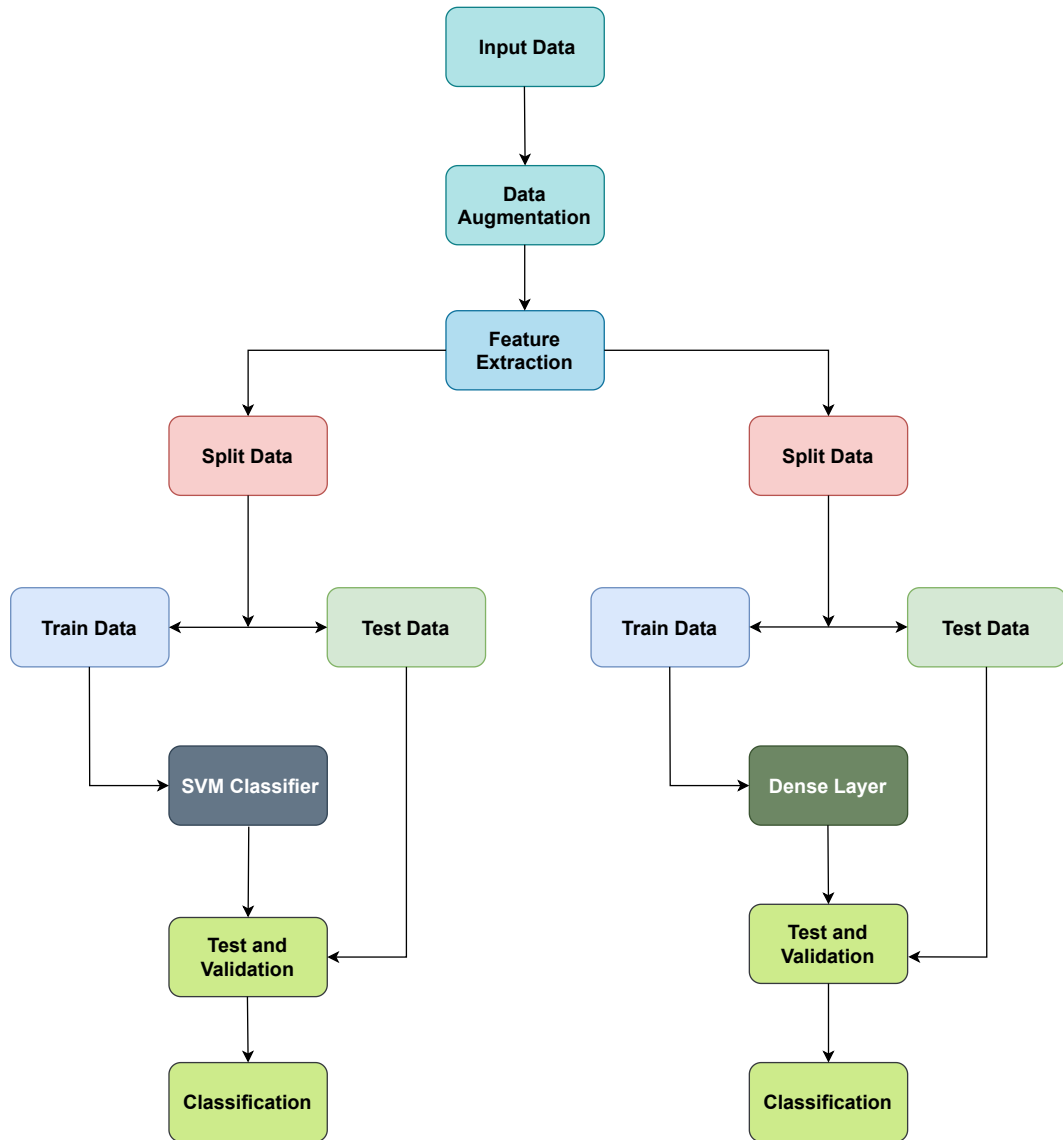 Input Data
Data
Augmentation
Feature
Extraction
Split Data
Split Data
Train Data
Test Data
Train Data
Test Data
SVM Classifier
Dense Layer
Test and
Validation
Test and
Validation
Classification
Classification